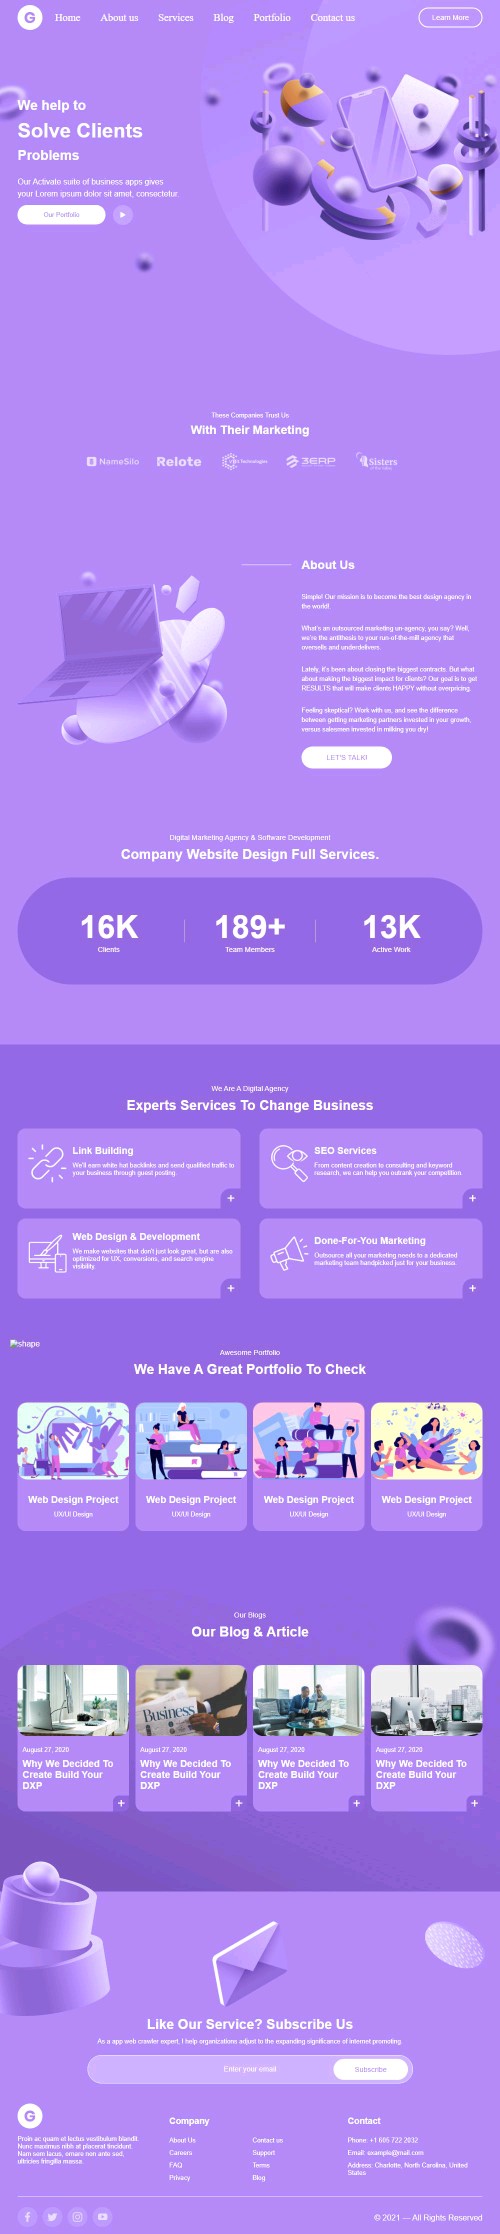 G
Home About us Services Blog Portfolio Contact us
Learn More
We help to
Solve Clients
Problems
Our Activate suite of business apps gives
your Lorem ipsum dolor sit amet, consectetur.
Our Portfolio
These Companies Trust Us
With Their Marketing
NameSilo Relote Technologies 3ERP Sisters
About Us
Simple! Our mission is to become the best design agency in
the world!
What's an outsourced marketing un-agency, you say? Well,
we're the antithesis to your run-of-the-mill agency that
oversells and underdelivers.
Lately, it's been about closing the biggest contracts. But what
about making the biggest impact for clients? Our goal is to get
RESULTS that will make clients HAPPY without overpricing.
Feeling skeptical? Work with us, and see the difference
between getting marketing partners invested in your growth,
versus salesmen invested in milking you dry!
LET'S TALK!
Digital Marketing Agency & Software Development
Company Website Design Full Services.
16K 189+ 13K
Clients Team Members Active Work
We Are A Digital Agency
Experts Services To Change Business
Link Building
We'll earn white hat backlinks and send qualified traffic to
your business through guest posting.
+
SEO Services
From content creation to consulting and keyword
research, we can help you outrank your competition.
+
Web Design & Development
We make websites that don't just look great, but are also
optimized for UX, conversions, and search engine
visibility.
+
Done-For-You Marketing
Outsource all your marketing needs to a dedicated
marketing team handpicked just for your business.
+
shape
Awesome Portfolio
We Have A Great Portfolio To Check
Web Design Project Web Design Project Web Design Project Web Design Project
UX/UI Design UX/UI Design UX/UI Design UX/UI Design
Our Blogs
Our Blog & Article
Business
August 27, 2020 August 27, 2020 August 27, 2020 August 27, 2020
Why We Decided To Why We Decided To Why We Decided To Why We Decided To
Create Build Your Create Build Your Create Build Your Create Build Your
DXP DXP DXP DXP
+ + + +
Like Our Service? Subscribe Us
As a app web crawler expert, I help organizations adjust to the expanding significance of internet promoting.
Enter your email
Subscribe
G
Proin ac quam et lectus vestibulum blandit.
Nunc maximus nibh at placerat tincidunt.
Nam sem lacus, ornare non ante sed,
ultricies fringilla massa.
Company
About Us Contact us
Careers Support
FAQ Terms
Privacy Blog
Contact
Phone: +1 695 722 2032
Email: example@mail.com
Address: Charlotte, North Carolina, United
States
© 2021 — All Rights Reserved